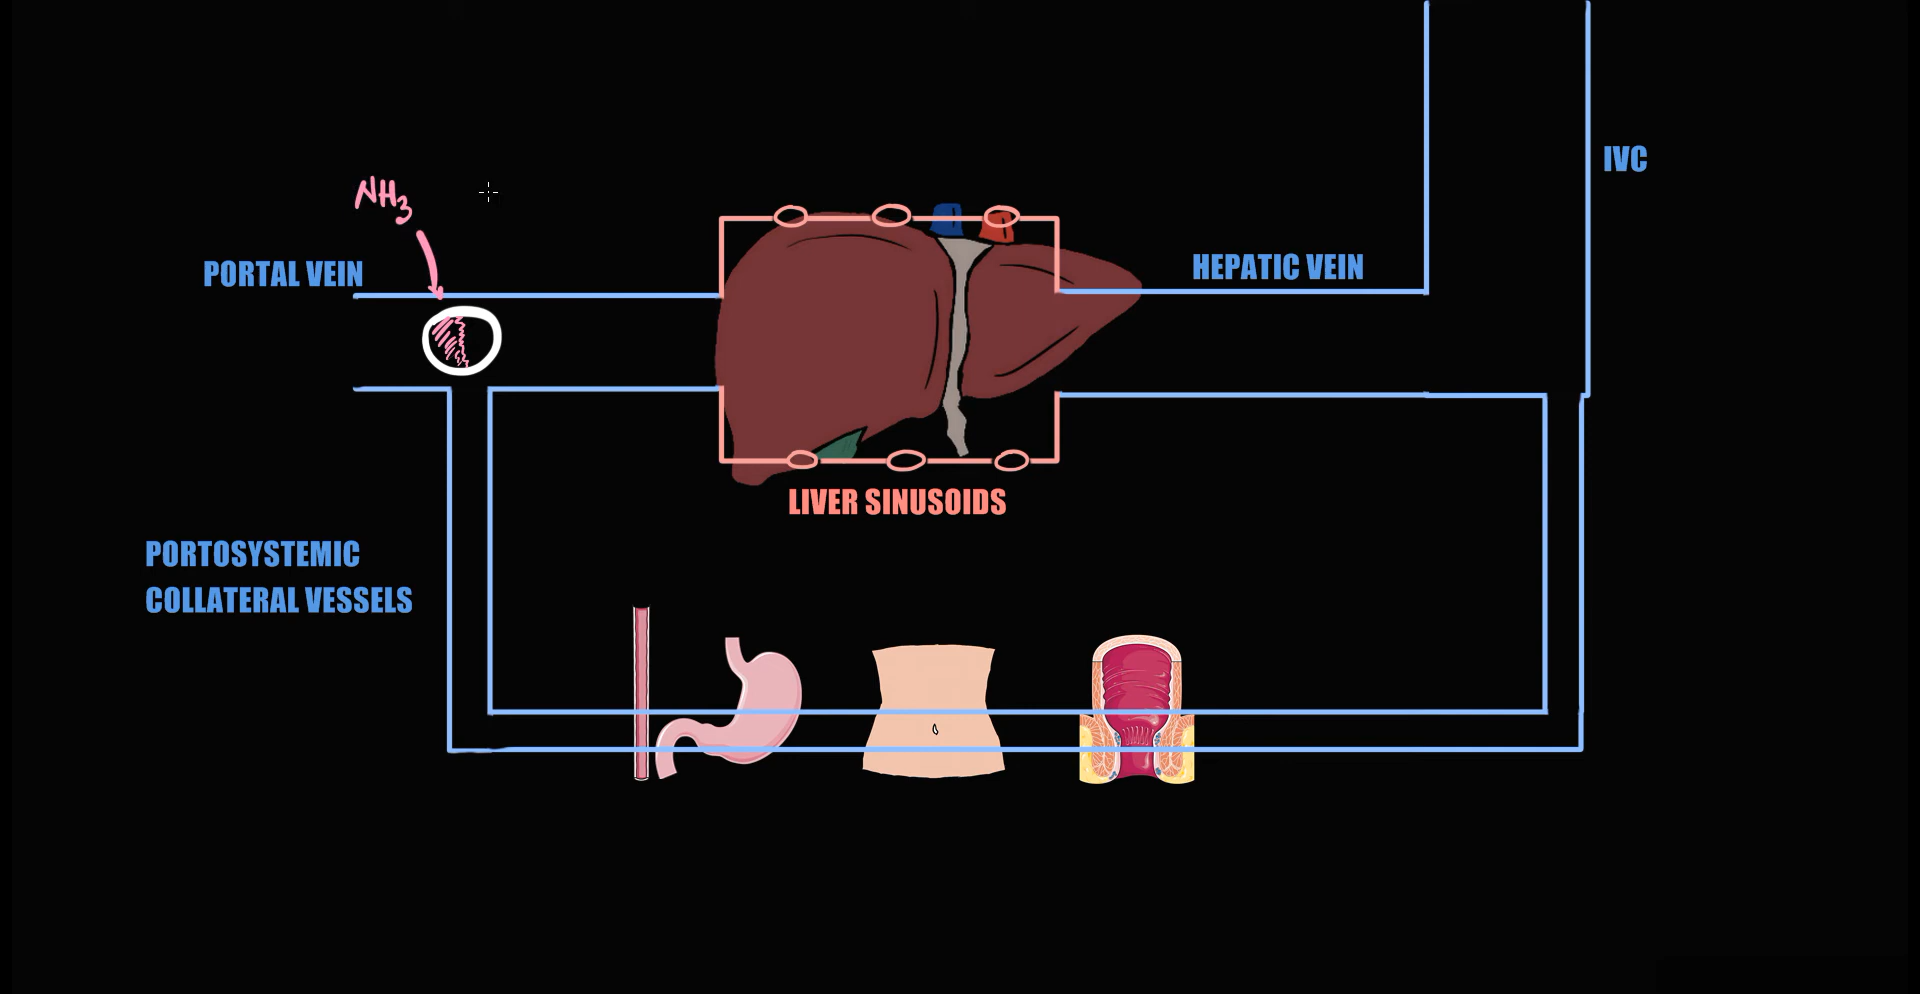 NH3
PORTAL VEIN
HEPATIC VEIN
IVC
LIVER SINUSOIDS
PORTOSYSTEMIC
COLLATERAL VESSELS